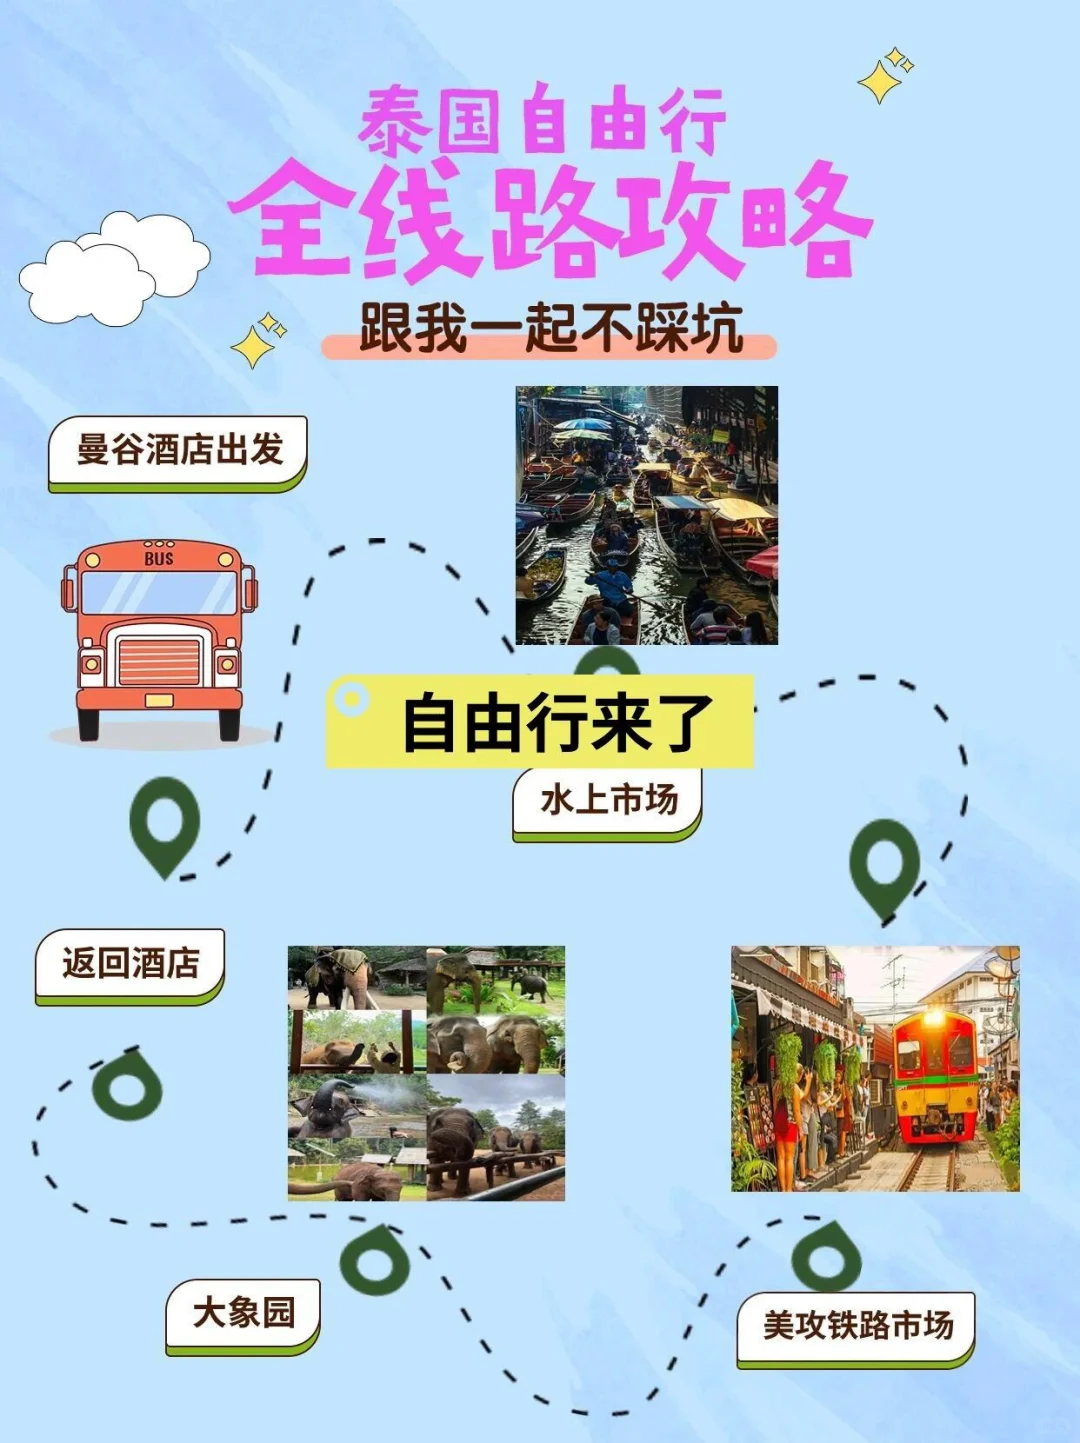 泰国自由行
全线路攻略
跟我一起不踩坑
曼谷酒店出发
BUS
自由行来了
水上市场
返回酒店
大象园
美攻铁路市场